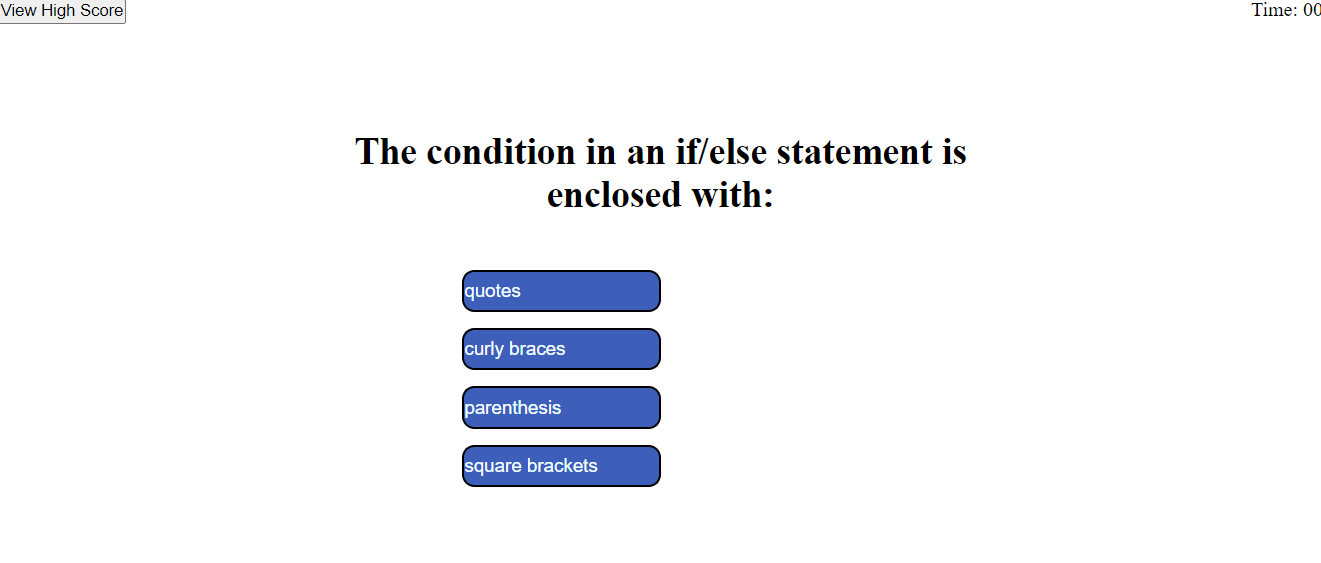 View High Score
Time: 00
The condition in an if/else statement is
enclosed with:
quotes
curly braces
parenthesis
square brackets